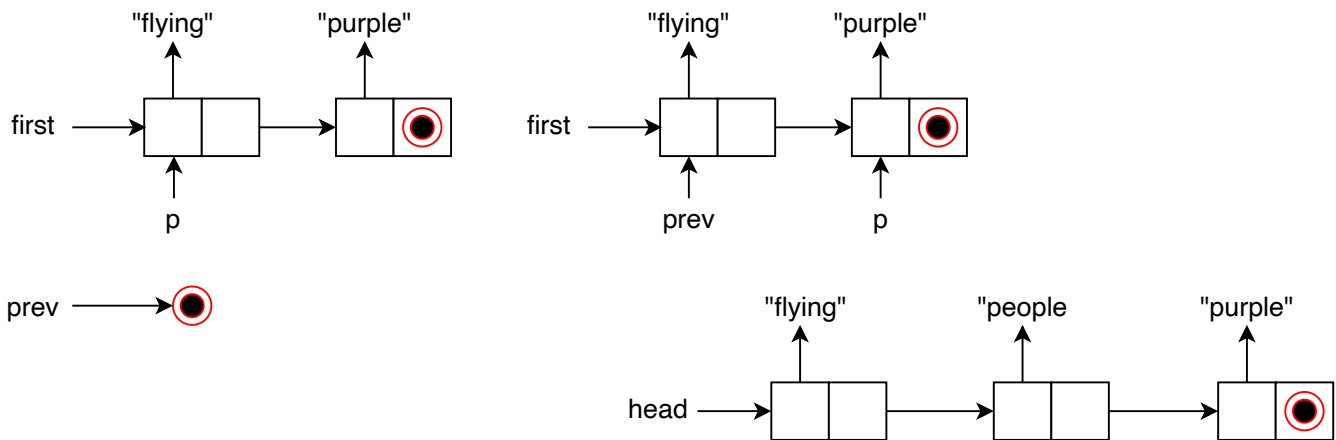 "flying" "purple"
first
p
prev
"flying" "purple"
first
prev p
"flying" "people "purple"
head